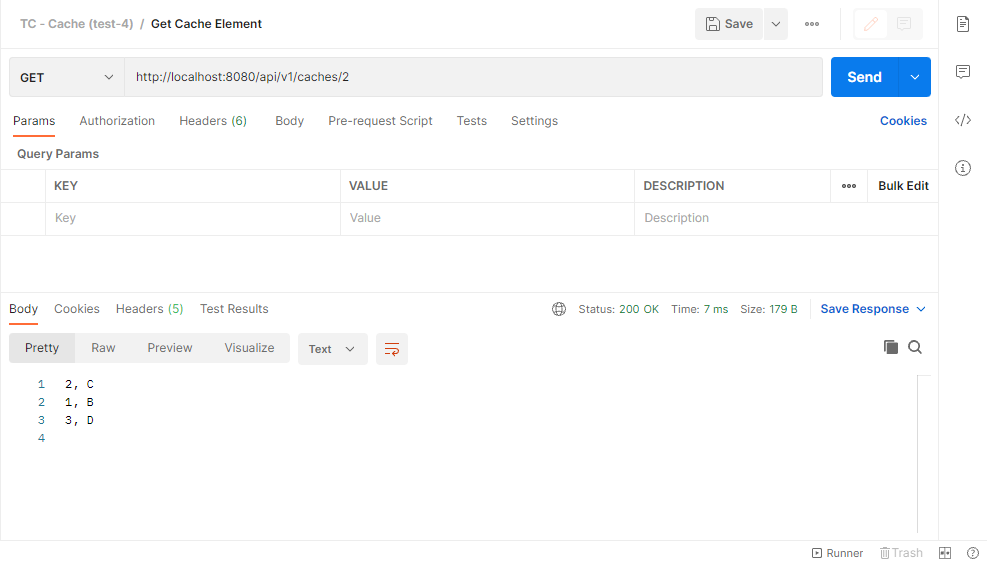 TC - Cache (test-4) / Get Cache Element
Save
GET http://localhost:8080/api/v1/caches/2 Send
Params Authorization Headers (6) Body Pre-request Script Tests Settings Cookies
Query Params
KEY VALUE DESCRIPTION Bulk Edit
Key Value Description
Body Cookies Headers (5) Test Results Status: 200 OK Time: 7 ms Size: 179 B Save Response
Pretty Raw Preview Visualize Text
1 2, C
2 1, B
3 3, D
4
Runner Trash